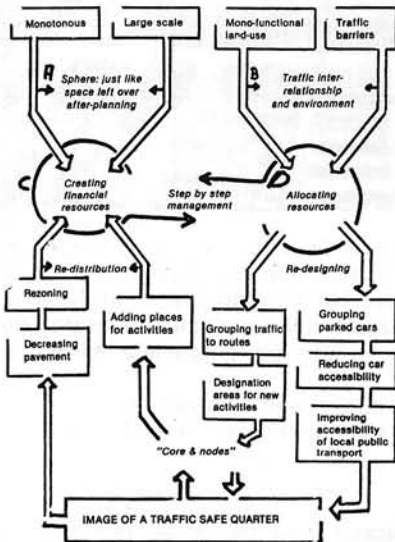 Monotonous
Large scale
Mono-functional
land-use
Traffic
barriers
A
Sphere: just like
space left over
after-planning
B
Traffic inter-
relationship
and environment
C
Creating
financial
resources
Step by step
management
D
Allocating
resources
Re-distribution
Re-designing
Rezoning
Decreasing
pavement
Adding places
for activities
Grouping traffic
to routes
Designation
areas for new
activities
Grouping
parked cars
Reducing car
accessibility
Improving
accessibility
of local public
transport
"Core & nodes"
IMAGE OF A TRAFFIC SAFE QUARTER